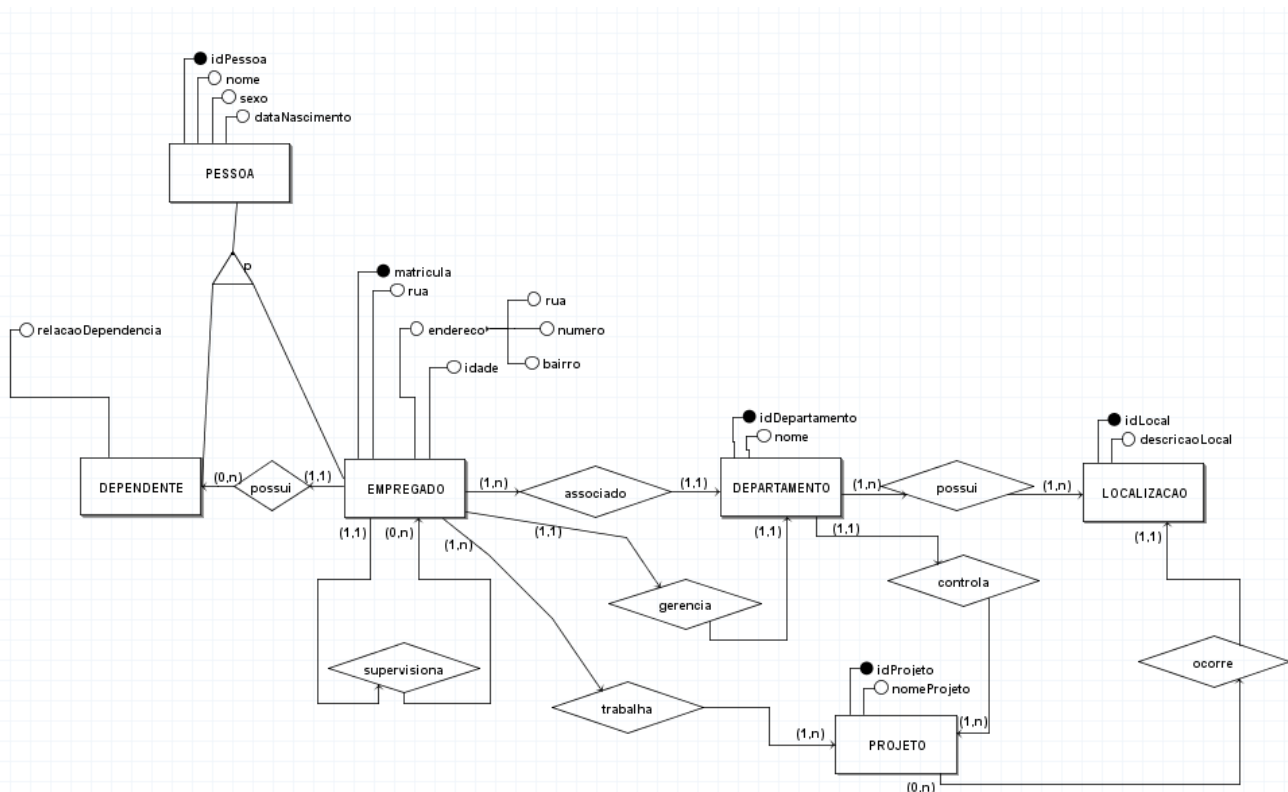 idPessoa
nome
sexo
dataNascimento
PESSOA
p
matricula
rua
endereco
rua
numero
bairro
idade
relacaoDependencia
idDepartamento
nome
idLocal
descricaoLocal
DEPENDENTE
(0,n)
possui
(1,1)
EMPREGADO
(1,n)
associado
(1,1)
DEPARTAMENTO
(1,n)
possui
(1,n)
LOCALIZACAO
(1,1)
(0,n)
(1,n)
(1,1)
(1,1)
(1,1)
(1,1)
controla
gerencia
supervisiona
ocorre
idProjeto
nomeProjeto
trabalha
(1,n)
(1,n)
PROJETO
(0,n)